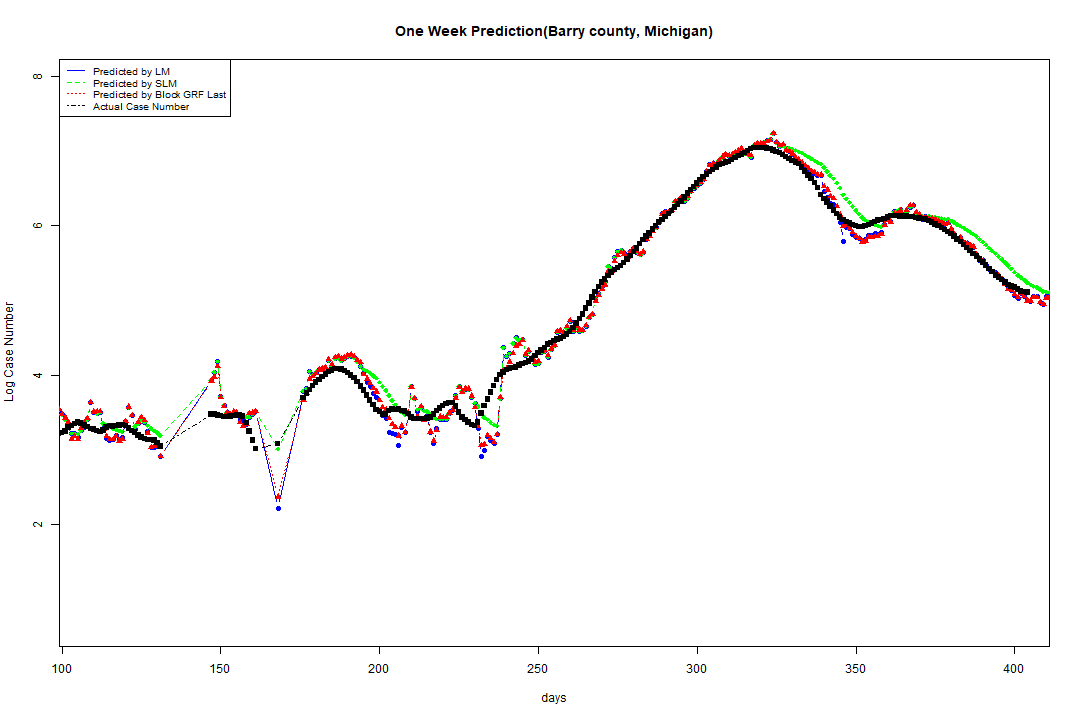 One Week Prediction(Barry county, Michigan)
Predicted by LM
Predicted by SLM
Predicted by Block GRF Last
Actual Case Number
Log Case Number
8
6
4
2
100 150 200 250 300 350 400
days